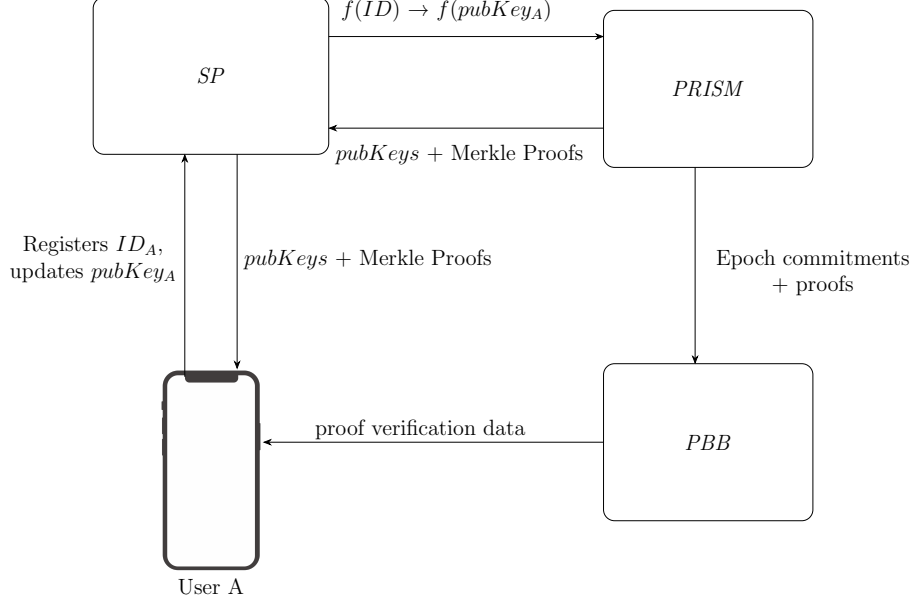 f(ID) → f(pubKey_A)
SP
PRISM
pubKeys + Merkle Proofs
Registers ID_A,
updates pubKey_A
pubKeys + Merkle Proofs
Epoch commitments
+ proofs
proof verification data
PBB
User A